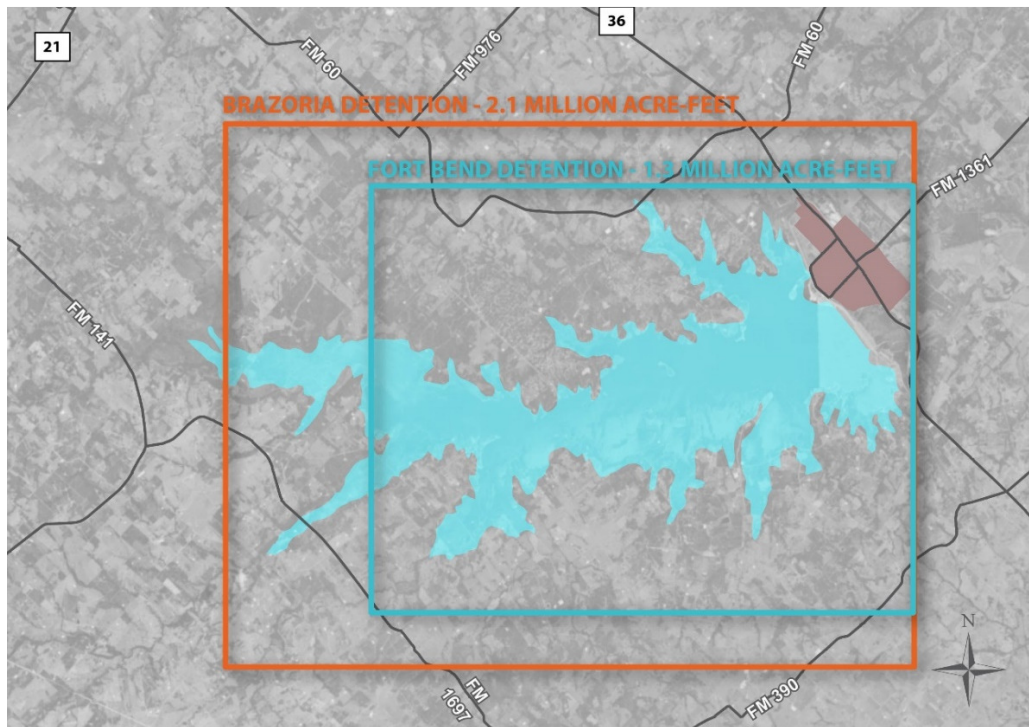 36
21
FM 60
FM 976
FM 60
BRAZORIA DETENTION - 2.1 MILLION ACRE-FEET
FORT BEND DETENTION - 1.3 MILLION ACRE-FEET
FM 1361
FM 141
N
FM
1697
FM 390